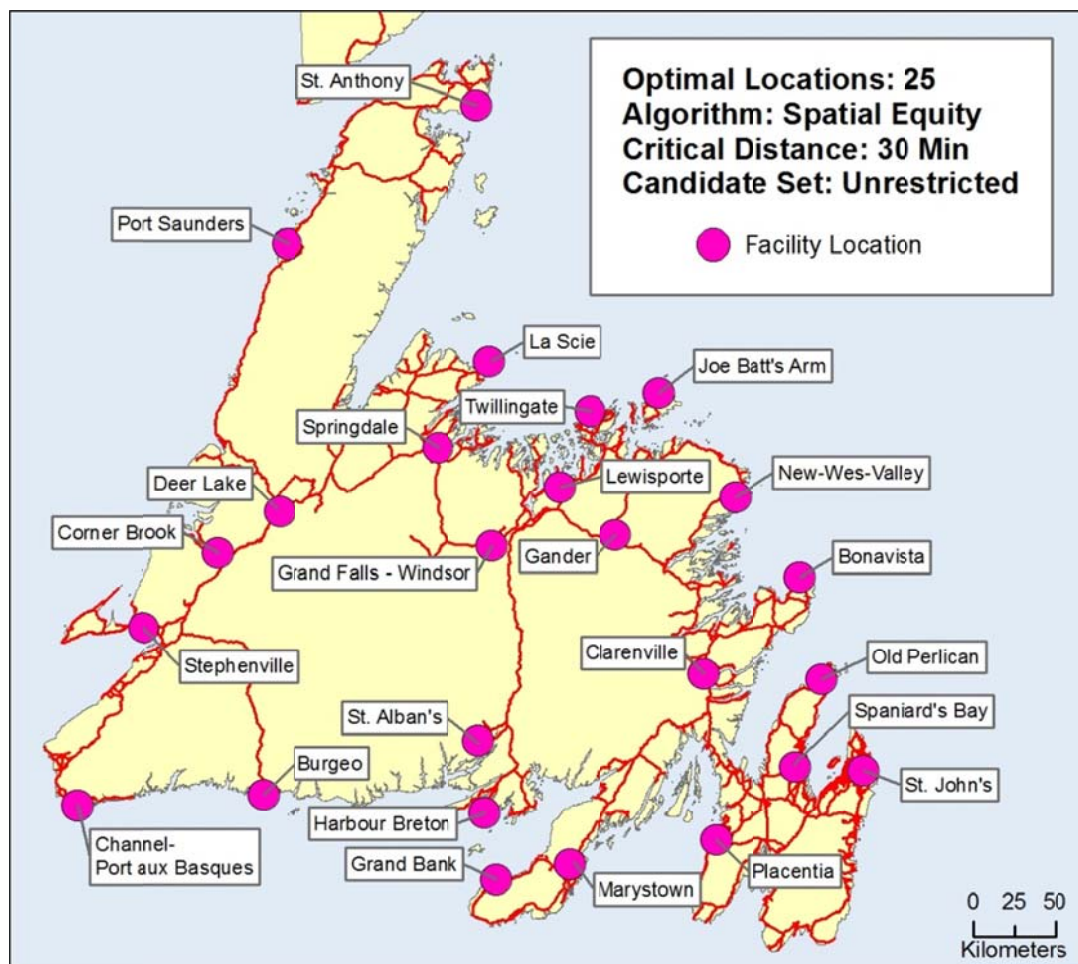 St. Anthony
Optimal Locations: 25
Algorithm: Spatial Equity
Critical Distance: 30 Min
Candidate Set: Unrestricted
Facility Location
Port Saunders
La Scie
Joe Batt's Arm
Twillingate
Springdale
Lewisporte
New-Wes-Valley
Deer Lake
Corner Brook
Grand Falls - Windsor
Gander
Bonavista
Stephenville
Clarenville
Old Perlican
St. Alban's
Spaniard's Bay
Burgeo
St. John's
Harbour Breton
Channel-
Port aux Basques
Grand Bank
Marystown
Placentia
0 25 50
Kilometers